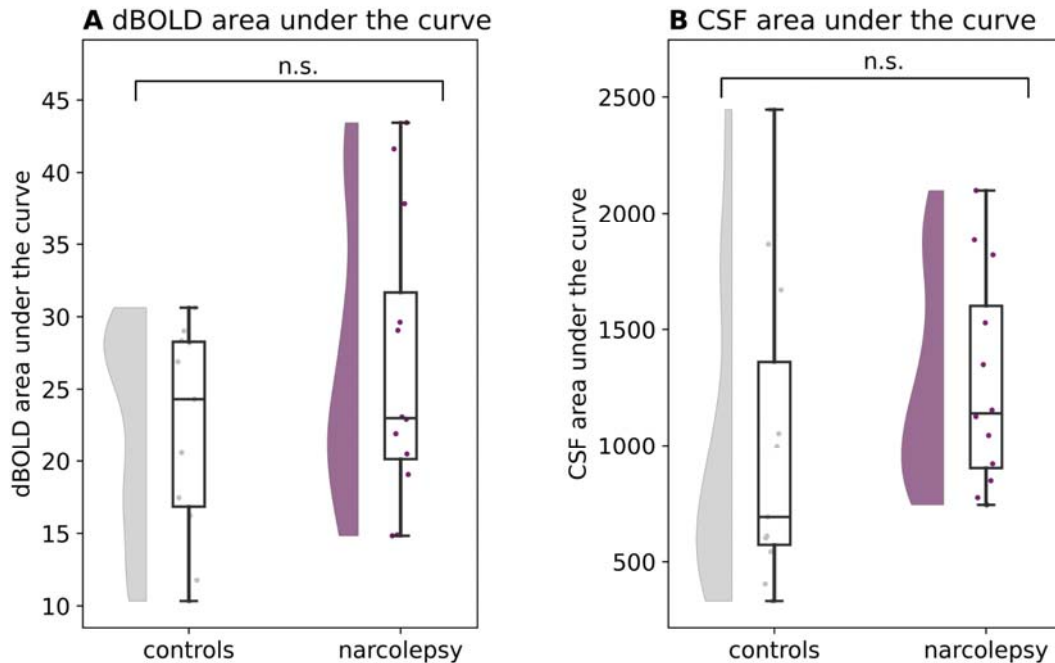 A dBOLD area under the curve
n.s.
dBOLD area under the curve
45
40
35
30
25
20
15
10
controls
narcolepsy
B CSF area under the curve
n.s.
CSF area under the curve
2500
2000
1500
1000
500
controls
narcolepsy